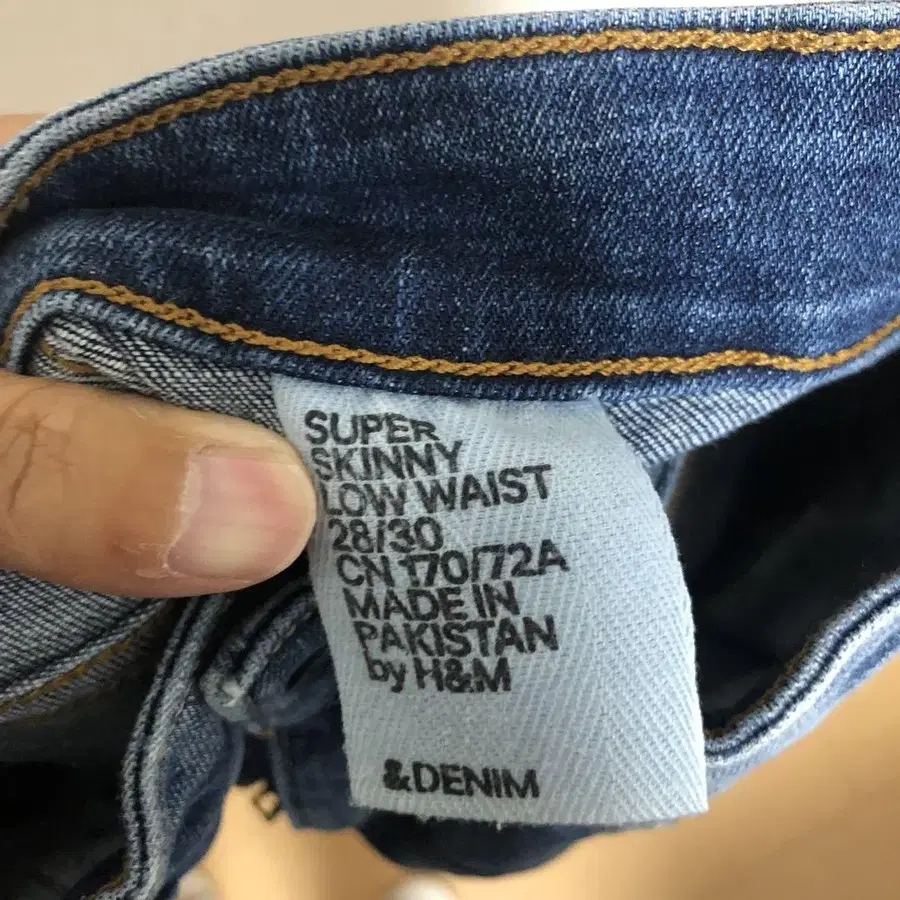 SUPER
SKINNY
LOW WAIST
28/30
CN 170/72A
MADE IN
PAKISTAN
by H&M
&DENIM